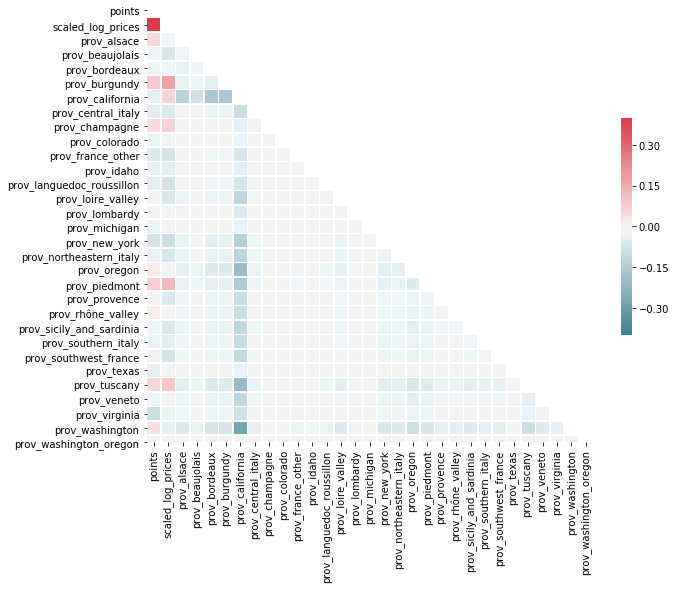 points
scaled_log_prices
prov_alsace
prov_beaujolais
prov_bordeaux
prov_burgundy
prov_california
prov_central_italy
prov_champagne
prov_colorado
prov_france_other
prov_idaho
prov_languedoc_roussillon
prov_loire_valley
prov_lombardy
prov_michigan
prov_new_york
prov_northeastern_italy
prov_oregon
prov_piedmont
prov_provence
prov_rhône_valley
prov_sicily_and_sardinia
prov_southern_italy
prov_southwest_france
prov_texas
prov_tuscany
prov_veneto
prov_virginia
prov_washington
prov_washington_oregon
points
scaled_log_prices
prov_alsace
prov_beaujolais
prov_bordeaux
prov_burgundy
prov_california
prov_central_italy
prov_champagne
prov_colorado
prov_france_other
prov_idaho
prov_languedoc_roussillon
prov_loire_valley
prov_lombardy
prov_michigan
prov_new_york
prov_northeastern_italy
prov_oregon
prov_piedmont
prov_provence
prov_rhône_valley
prov_sicily_and_sardinia
prov_southern_italy
prov_southwest_france
prov_texas
prov_tuscany
prov_veneto
prov_virginia
prov_washington
prov_washington_oregon
0.30
0.15
0.00
−0.15
−0.30